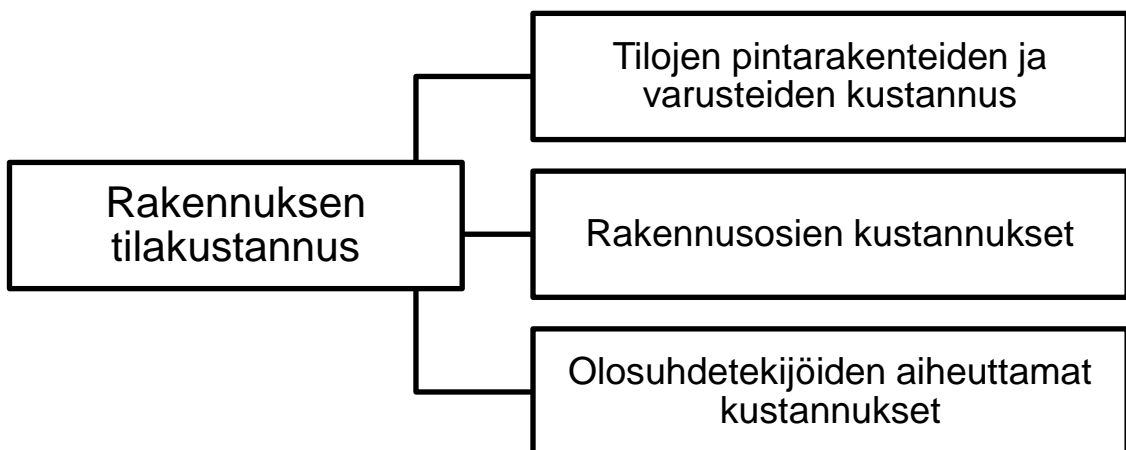 Tilojen pintarakenteiden ja
varusteiden kustannus
Rakennuksen
tilakustannus
Rakennusosien kustannukset
Olosuhdetekijöiden aiheuttamat
kustannukset